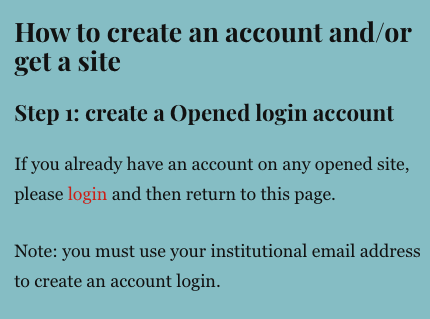 How to create an account and/or
get a site
Step 1: create a Opened login account
If you already have an account on any opened site,
please login and then return to this page.
Note: you must use your institutional email address
to create an account login.